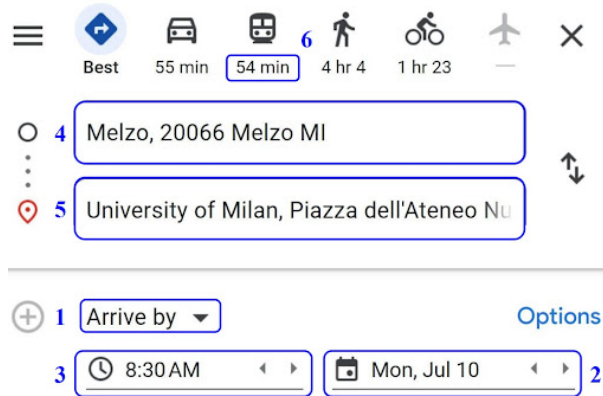 6
Best 55 min 54 min 4 hr 4 1 hr 23 —
4 Melzo, 20066 Melzo MI
5 University of Milan, Piazza dell'Ateneo Nu
1 Arrive by Options
3 8:30 AM Mon, Jul 10 2